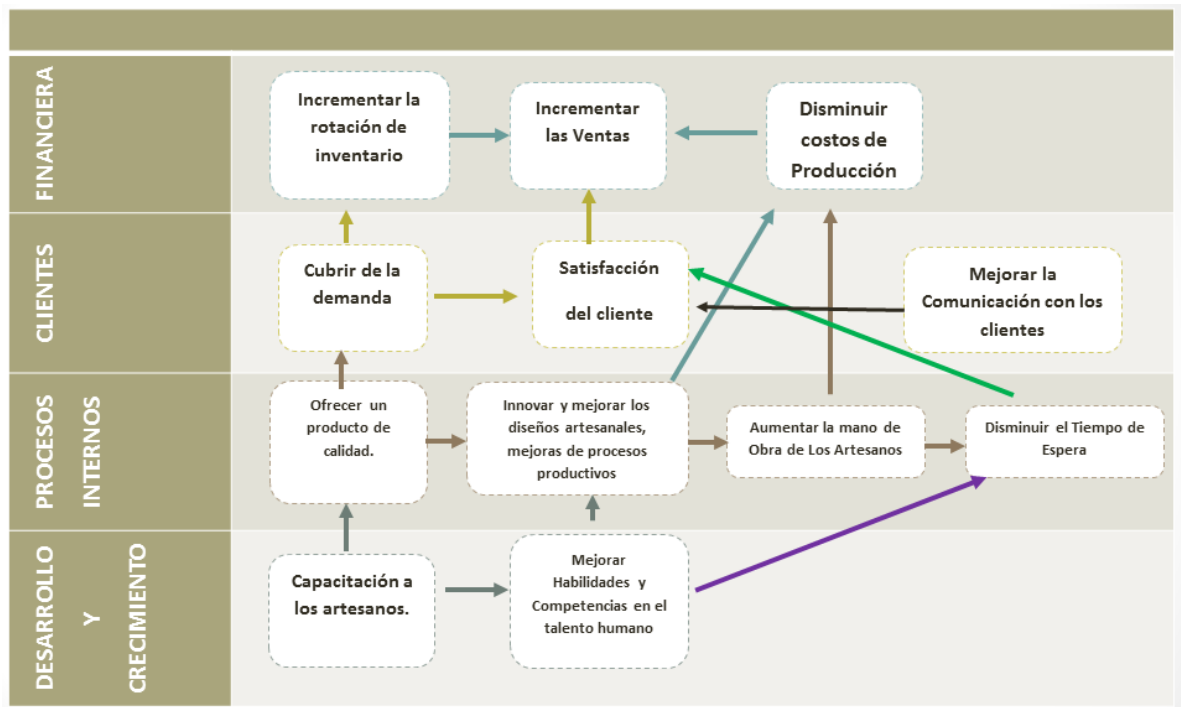 FINANCIERA
Incrementar la
rotación de
inventario
Incrementar
las Ventas
Disminuir
costos de
Producción
CLIENTES
Cubrir de la
demanda
Satisfacción
del cliente
Mejorar la
Comunicación con los
clientes
PROCESOS
INTERNOS
Ofrecer un
producto de
calidad.
Innovar y mejorar los
diseños artesanales,
mejoras de procesos
productivos
Aumentar la mano de
Obra de Los Artesanos
Disminuir el Tiempo de
Espera
DESARROLLO
Y
CRECIMIENTO
Capacitación a
los artesanos.
Mejorar
Habilidades y
Competencias en el
talento humano